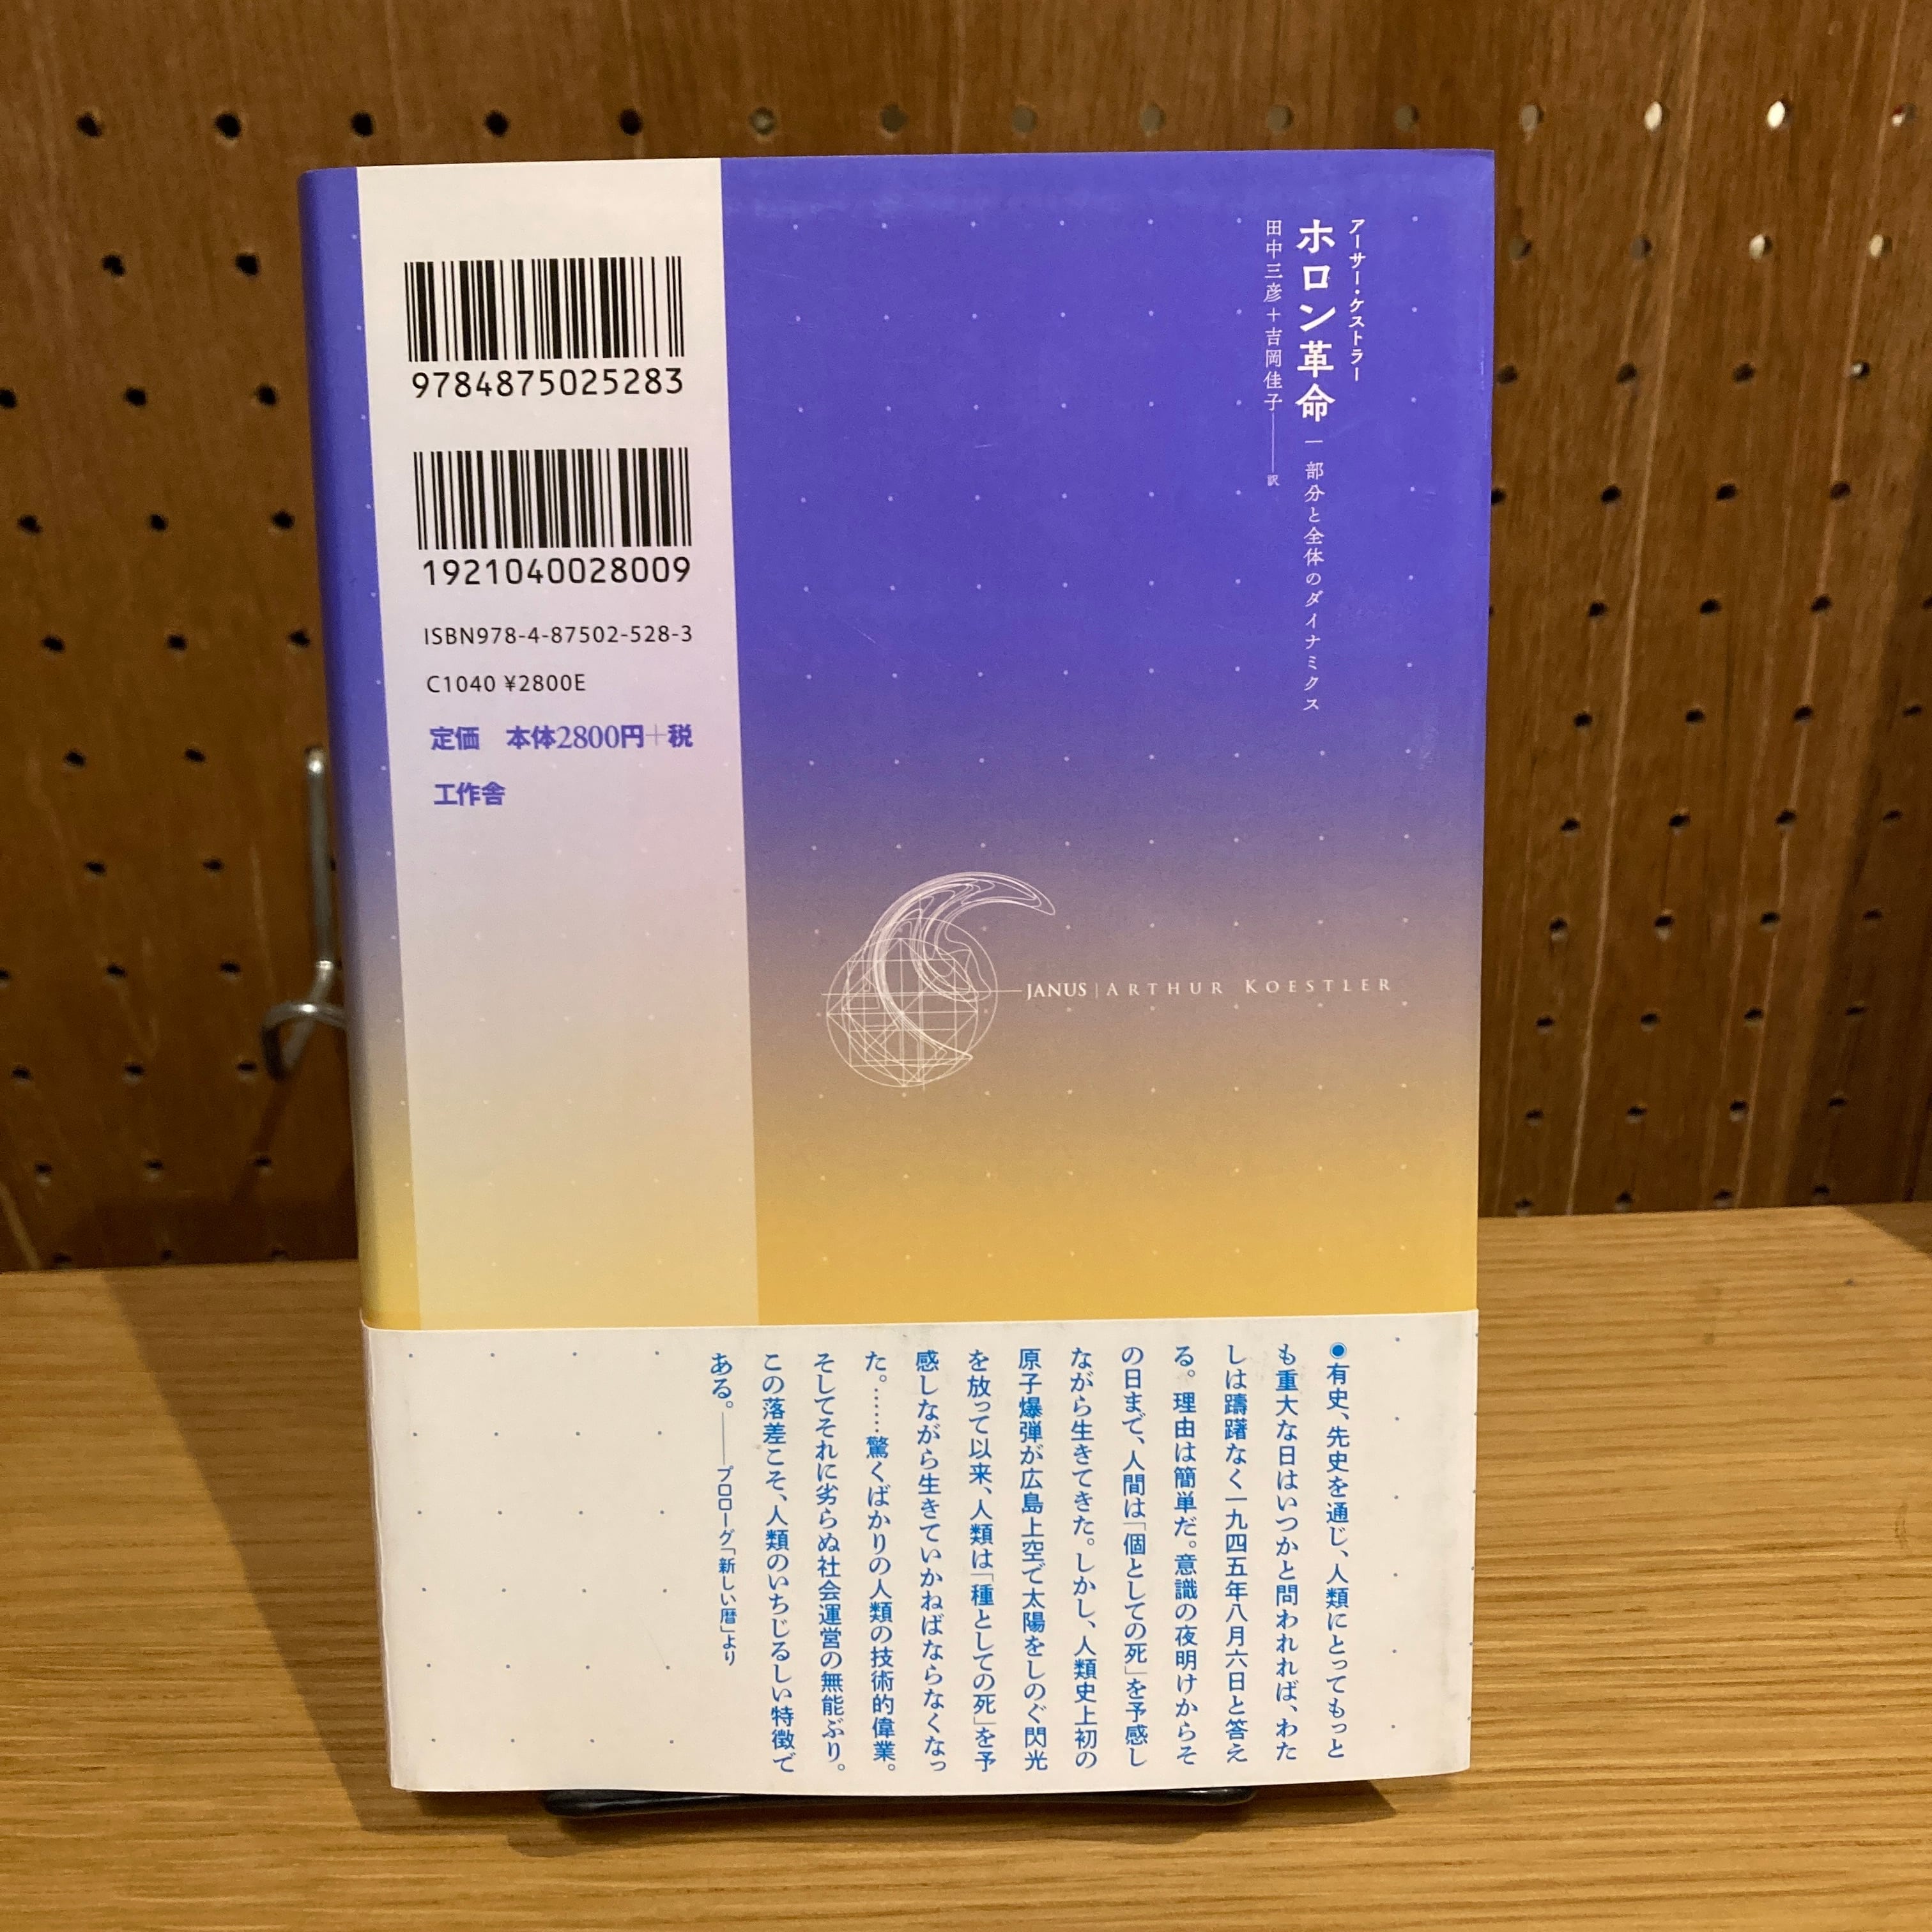 アーサー・ケストラー
ホロン革命 ― 部分と全体のダイナミクス
田中三彦+吉岡佳子――訳
9784875025283
1921040028009
ISBN978-4-87502-528-3
C1040 ¥2800E
定価 本体2800円+税
工作舎
JANUS | ARTHUR KOESTLER
◉有史、先史を通じ、人類にとってもっと
も重大な日はいつかと問われれば、わた
しは躊躇なく一九四五年八月六日と答え
る。理由は簡単だ。意識の夜明けからそ
の日まで、人間は「個としての死」を予感し
ながら生きてきた。しかし、人類史上初の
原子爆弾が広島上空で太陽をしのぐ閃光
を放って以来、人類は「種としての死」を予
感しながら生きていかねばならなくなっ
た。……驚くばかりの人類の技術的偉業。
そしてそれに劣らぬ社会運営の無能ぶり。
この落差こそ、人類のいちじるしい特徴で
ある。――プロローグ「新しい暦」より